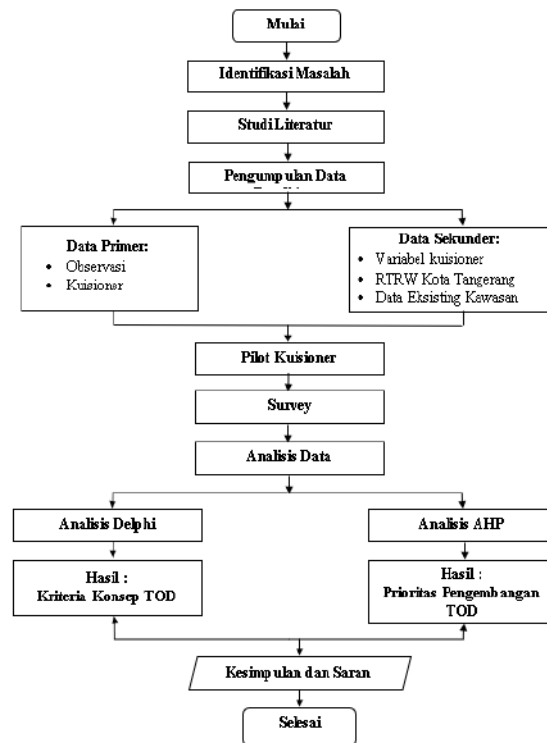 Mulai
Identifikasi Masalah
Studi Literatur
Pengumpulan Data
Data Primer:
• Observasi
• Kuisioner
Data Sekunder:
• Variabel kuisioner
• RTRW Kota Tangerang
• Data Eksisting Kawasan
Pilot Kuisioner
Survey
Analisis Data
Analisis Delphi
Analisis AHP
Hasil :
Kriteria Konsep TOD
Hasil :
Prioritas Pengembangan
TOD
Kesimpulan dan Saran
Selesai